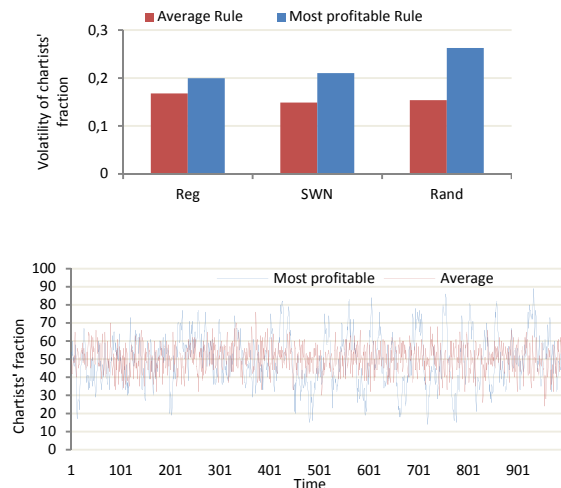 Average Rule
Most profitable Rule
Volatility of chartists'
fraction
0,3
0,2
0,1
0
Reg
SWN
Rand
Chartists' fraction
100
90
80
70
60
50
40
30
20
10
0
Most profitable
Average
1
101
201
301
401
501
601
701
801
901
Time